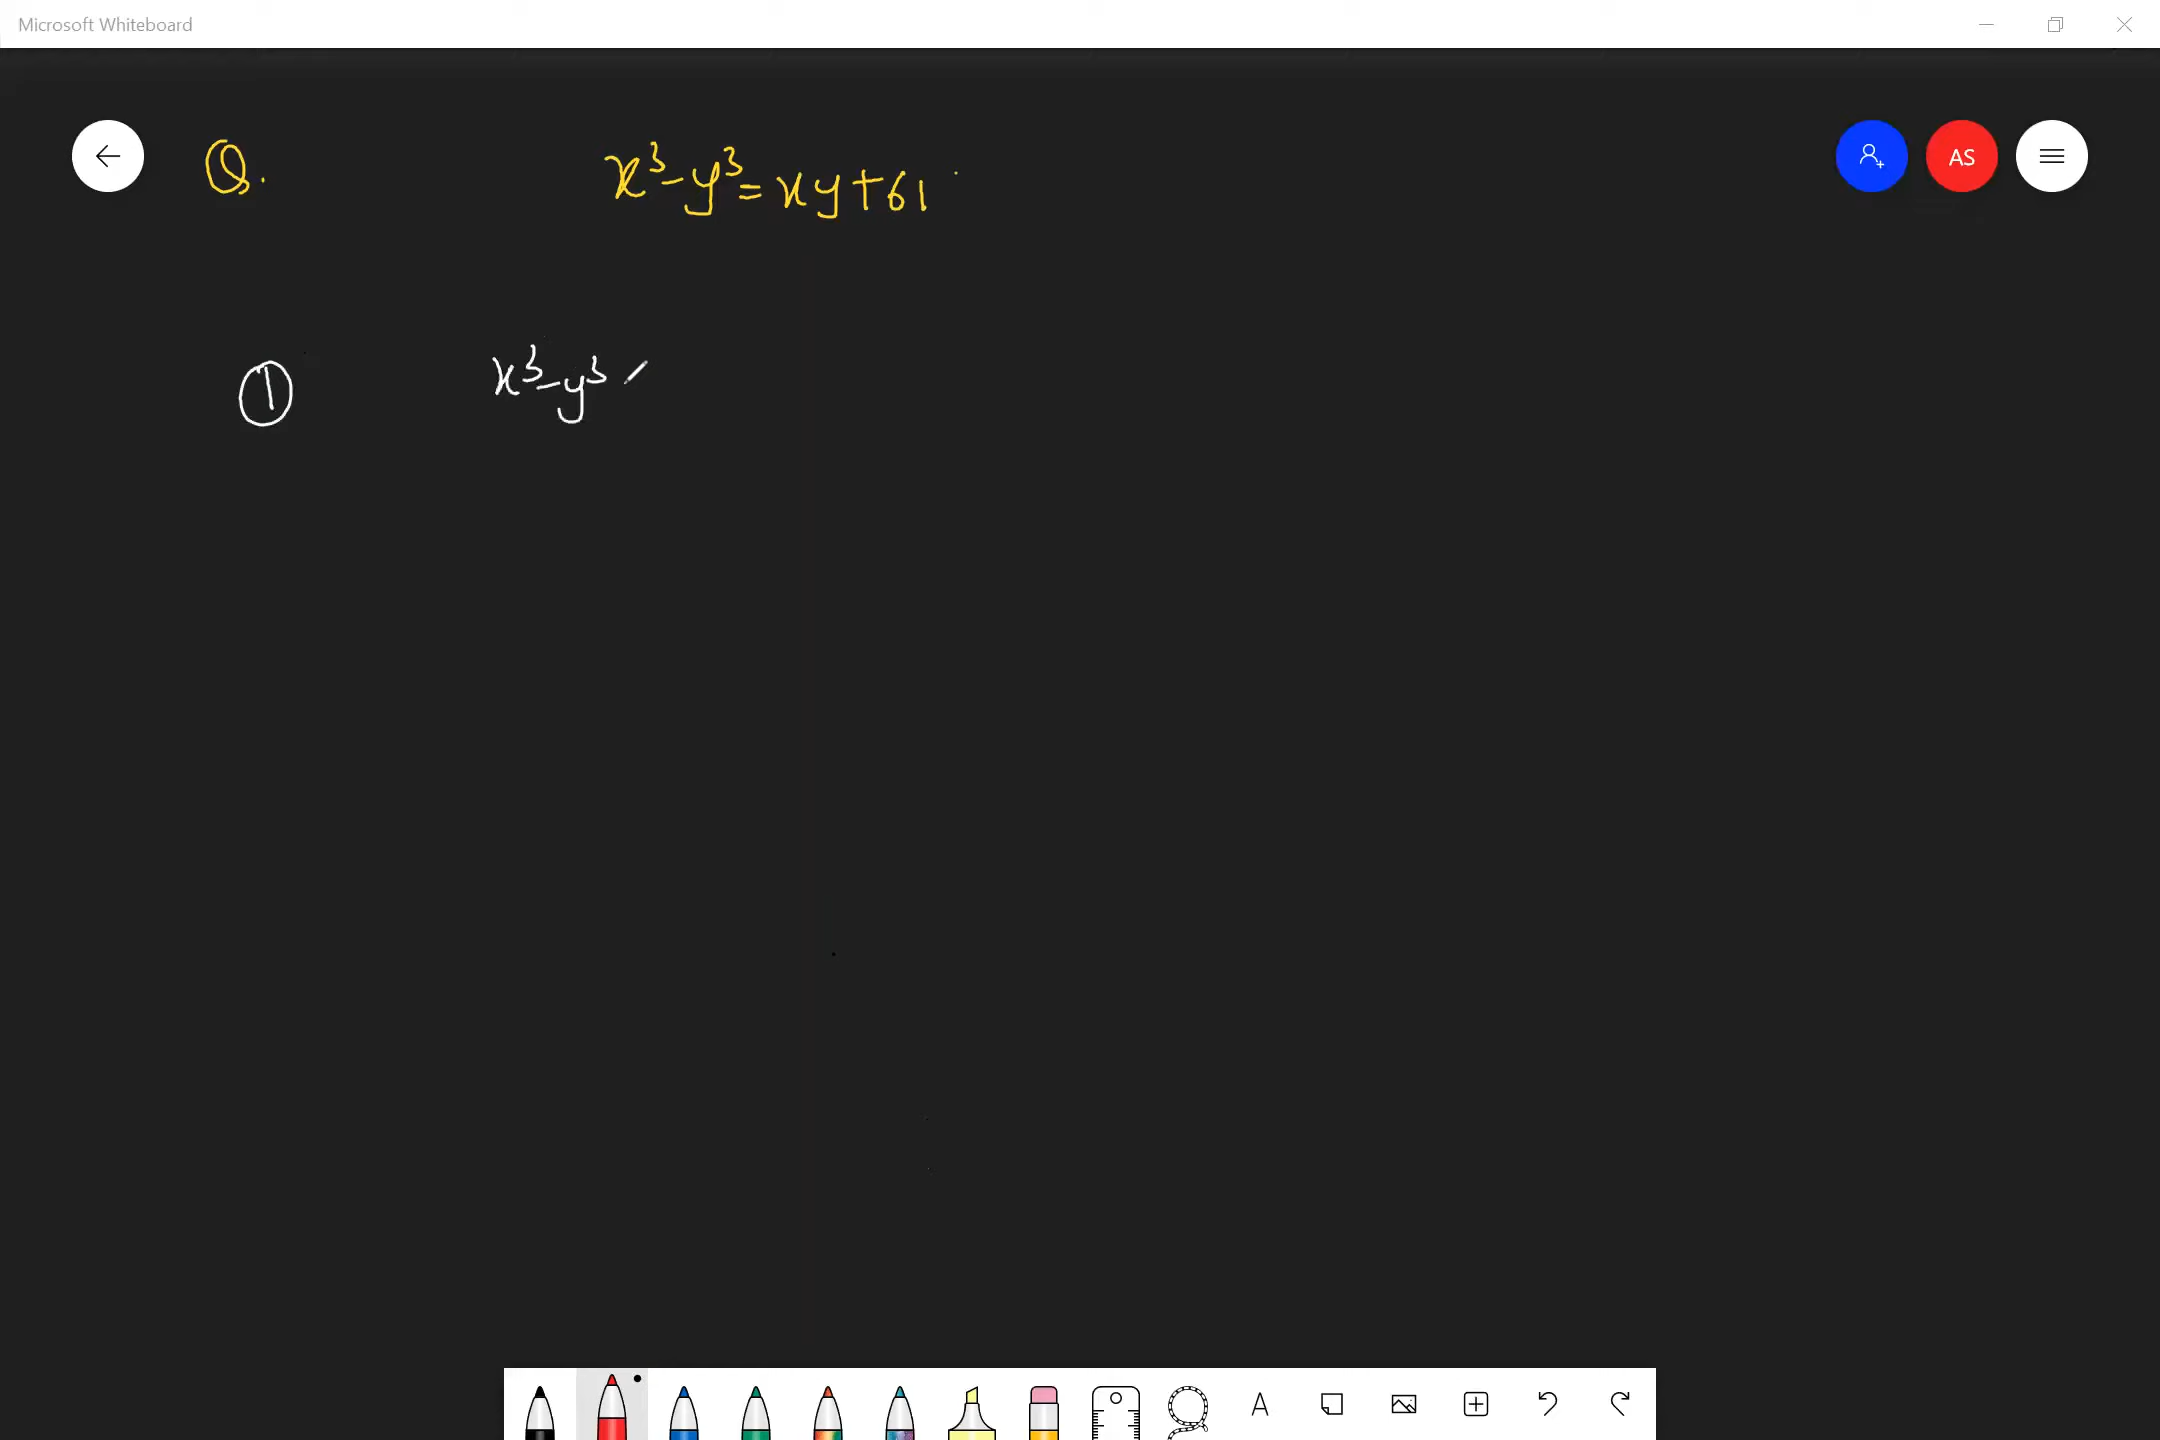 Microsoft Whiteboard
Q. x³-y³=xy+61
AS
① x³-y³
A